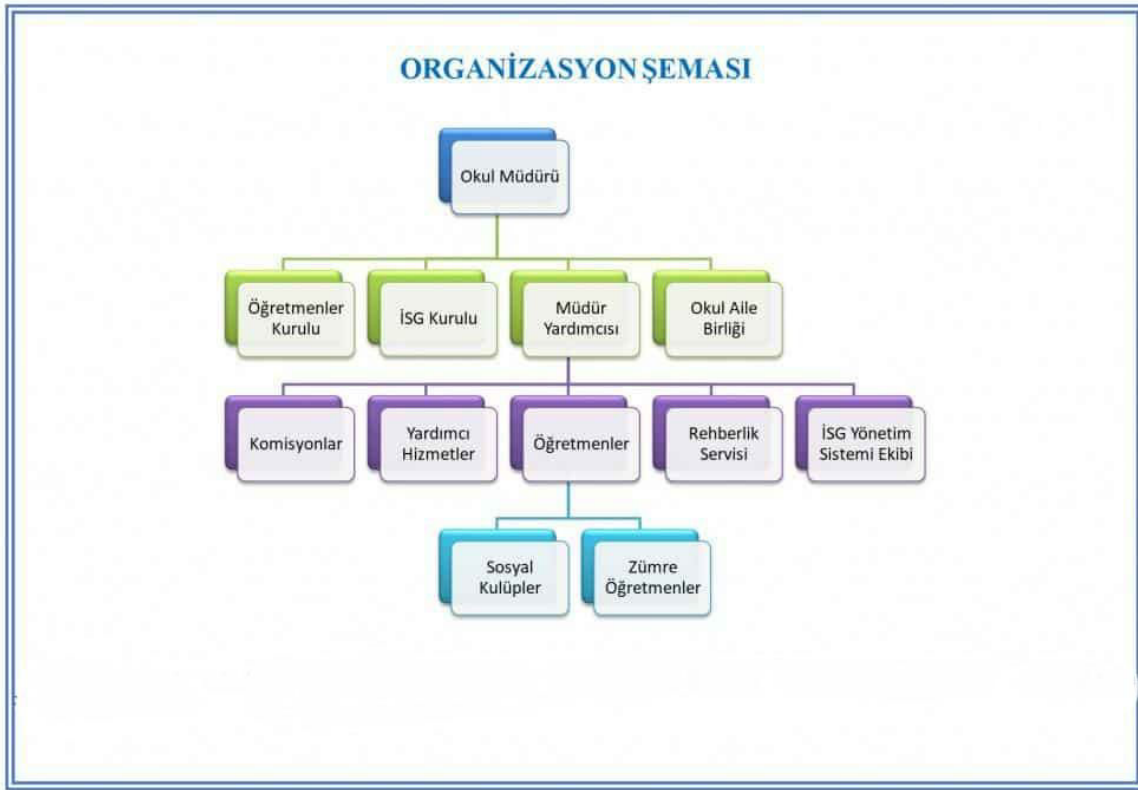 ORGANİZASYON ŞEMASI
Okul Müdürü
Öğretmenler
Kurulu
İSG Kurulu
Müdür
Yardımcısı
Okul Aile
Birliği
Komisyonlar
Yardımcı
Hizmetler
Öğretmenler
Rehberlik
Servisi
İSG Yönetim
Sistemi Ekibi
Sosyal
Kulüpler
Zümre
Öğretmenler